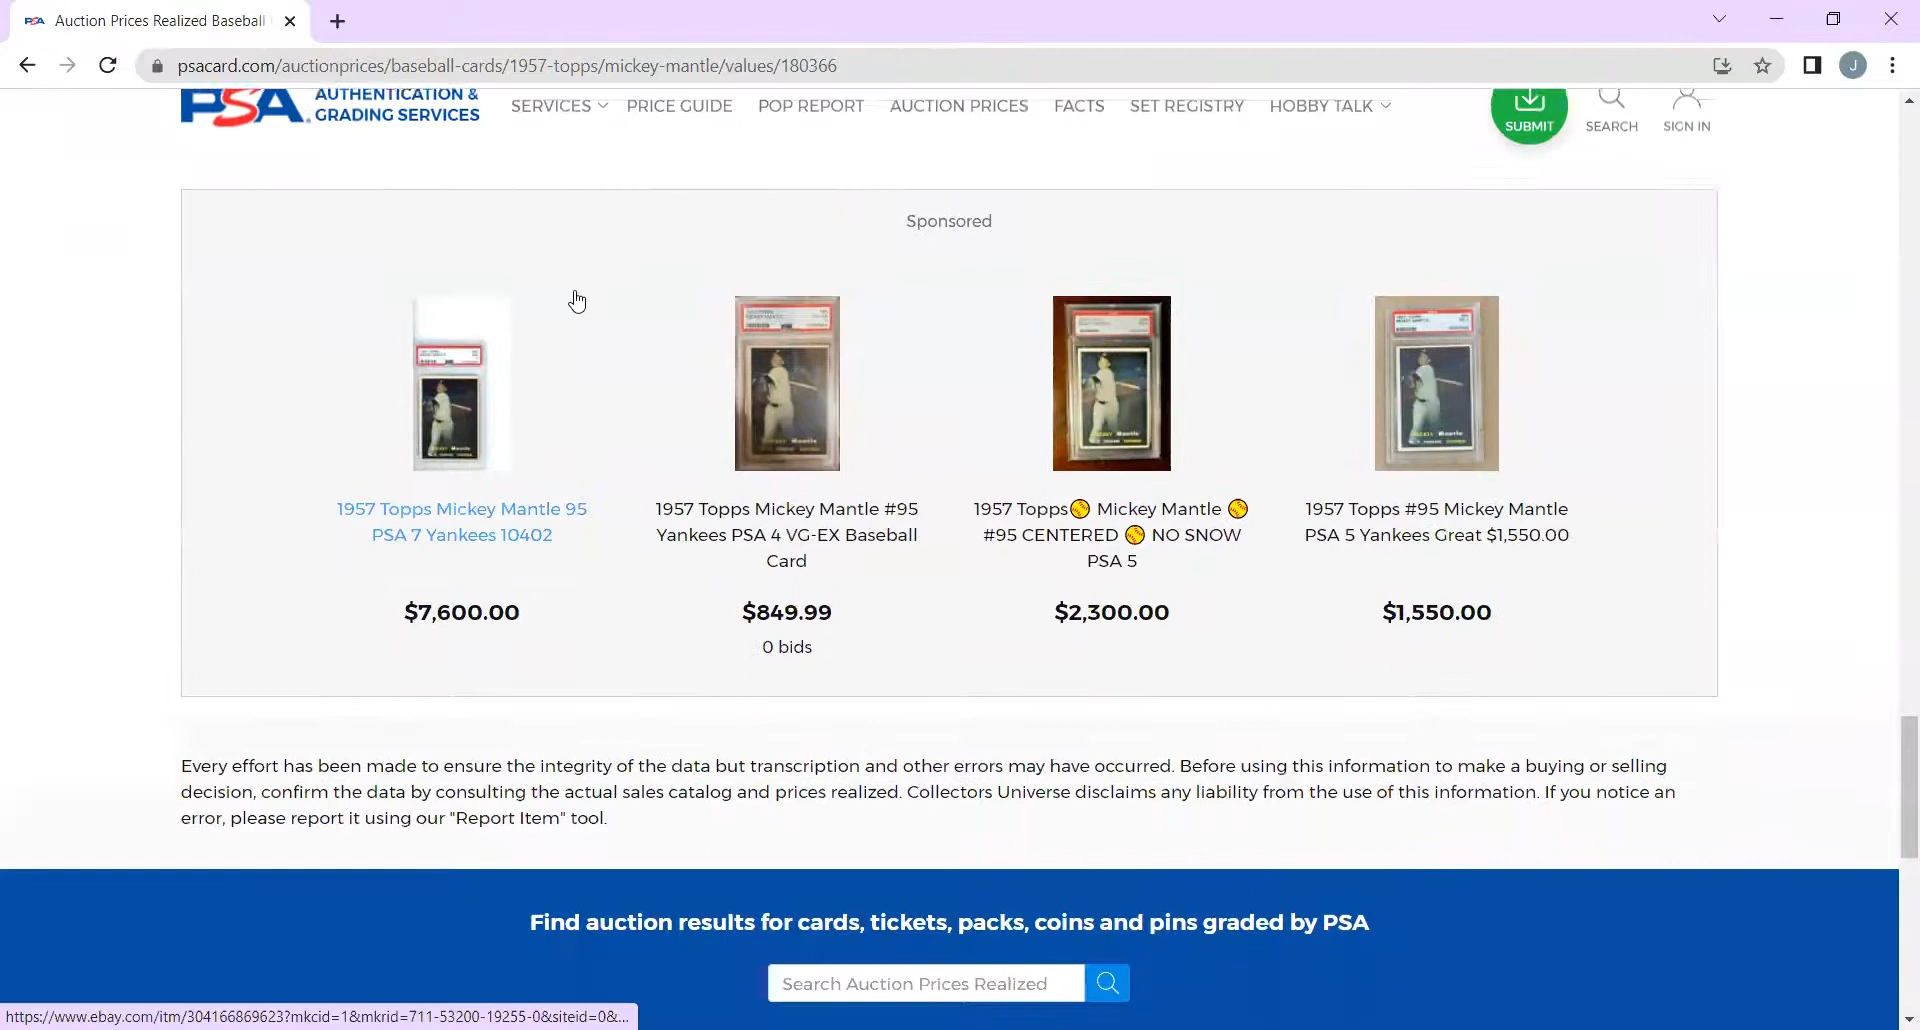 PSA Auction Prices Realized Baseball
psacard.com/auctionprices/baseball-cards/1957-topps/mickey-mantle/values/180366
J
PSA AUTHENTICATION &
GRADING SERVICES
SERVICES PRICE GUIDE POP REPORT AUCTION PRICES FACTS SET REGISTRY HOBBY TALK
SUBMIT SEARCH SIGN IN
Sponsored
1957 Topps Mickey Mantle 95
PSA 7 Yankees 10402
$7,600.00
1957 Topps Mickey Mantle #95
Yankees PSA 4 VG-EX Baseball
Card
$849.99
0 bids
1957 Topps Mickey Mantle
#95 CENTERED NO SNOW
PSA 5
$2,300.00
1957 Topps #95 Mickey Mantle
PSA 5 Yankees Great $1,550.00
$1,550.00
Every effort has been made to ensure the integrity of the data but transcription and other errors may have occurred. Before using this information to make a buying or selling
decision, confirm the data by consulting the actual sales catalog and prices realized. Collectors Universe disclaims any liability from the use of this information. If you notice an
error, please report it using our "Report Item" tool.
Find auction results for cards, tickets, packs, coins and pins graded by PSA
Search Auction Prices Realized
https://www.ebay.com/itm/304166869623?mkcid=1&mkrid=711-53200-19255-0&siteid=0&...